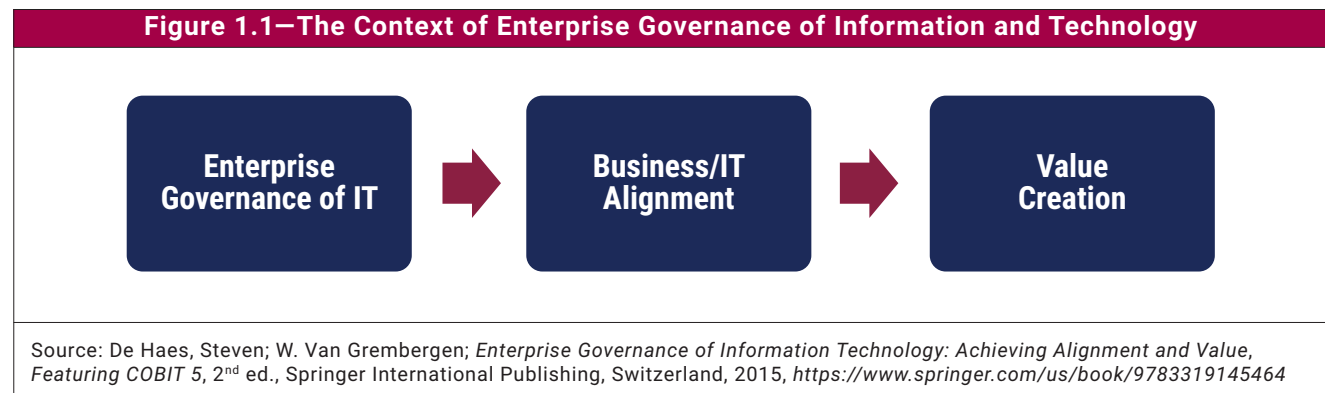 Figure 1.1—The Context of Enterprise Governance of Information and Technology
Enterprise
Governance of IT
Business/IT
Alignment
Value
Creation
Source: De Haes, Steven; W. Van Grembergen; Enterprise Governance of Information Technology: Achieving Alignment and Value,
Featuring COBIT 5, 2nd ed., Springer International Publishing, Switzerland, 2015, https://www.springer.com/us/book/9783319145464